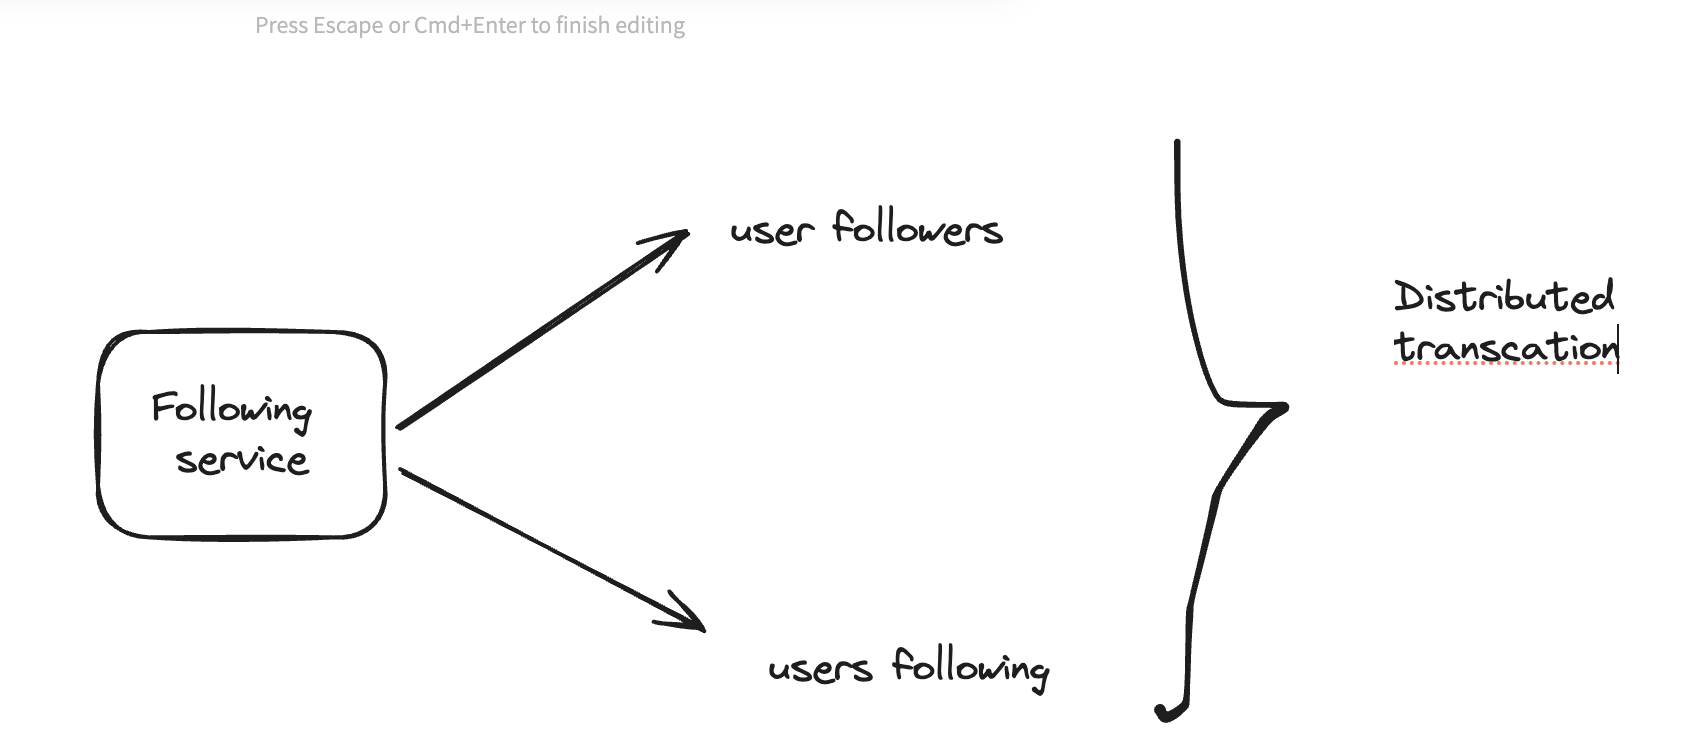 Press Escape or Cmd+Enter to finish editing
user followers
Distributed
transcation
Following
service
users following